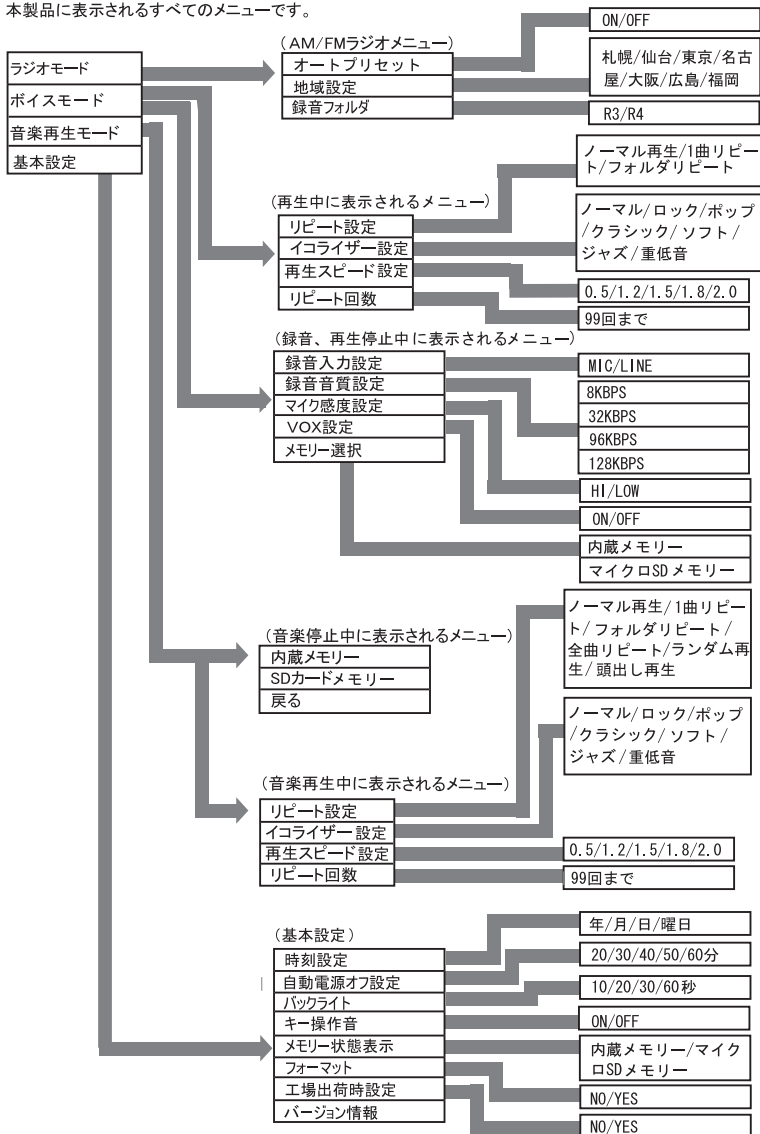 本製品に表示されるすべてのメニューです。
ラジオモード
ボイスモード
音楽再生モード
基本設定
(AM/FMラジオメニュー)
オートプリセット
地域設定
録音フォルダ
ON/OFF
札幌/仙台/東京/名古
屋/大阪/広島/福岡
R3/R4
(再生中に表示されるメニュー)
リピート設定
イコライザー設定
再生スピード設定
リピート回数
ノーマル再生/1曲リピー
ト/フォルダリピート
ノーマル/ロック/ポップ
/クラシック/ソフト/
ジャズ/重低音
0.5/1.2/1.5/1.8/2.0
99回まで
(録音、再生停止中に表示されるメニュー)
録音入力設定
録音音質設定
マイク感度設定
VOX設定
メモリー選択
MIC/LINE
8KBPS
32KBPS
96KBPS
128KBPS
HI/LOW
ON/OFF
内蔵メモリー
マイクロSDメモリー
(音楽停止中に表示されるメニュー)
内蔵メモリー
SDカードメモリー
戻る
(音楽再生中に表示されるメニュー)
リピート設定
イコライザー設定
再生スピード設定
リピート回数
ノーマル再生/1曲リピー
ト/フォルダリピート/
全曲リピート/ランダム再
生/頭出し再生
ノーマル/ロック/ポップ
/クラシック/ソフト/
ジャズ/重低音
0.5/1.2/1.5/1.8/2.0
99回まで
(基本設定)
時刻設定
自動電源オフ設定
バックライト
キー操作音
メモリー状態表示
フォーマット
工場出荷時設定
バージョン情報
年/月/日/曜日
20/30/40/50/60分
10/20/30/60秒
ON/OFF
内蔵メモリー/マイク
ロSDメモリー
NO/YES
NO/YES